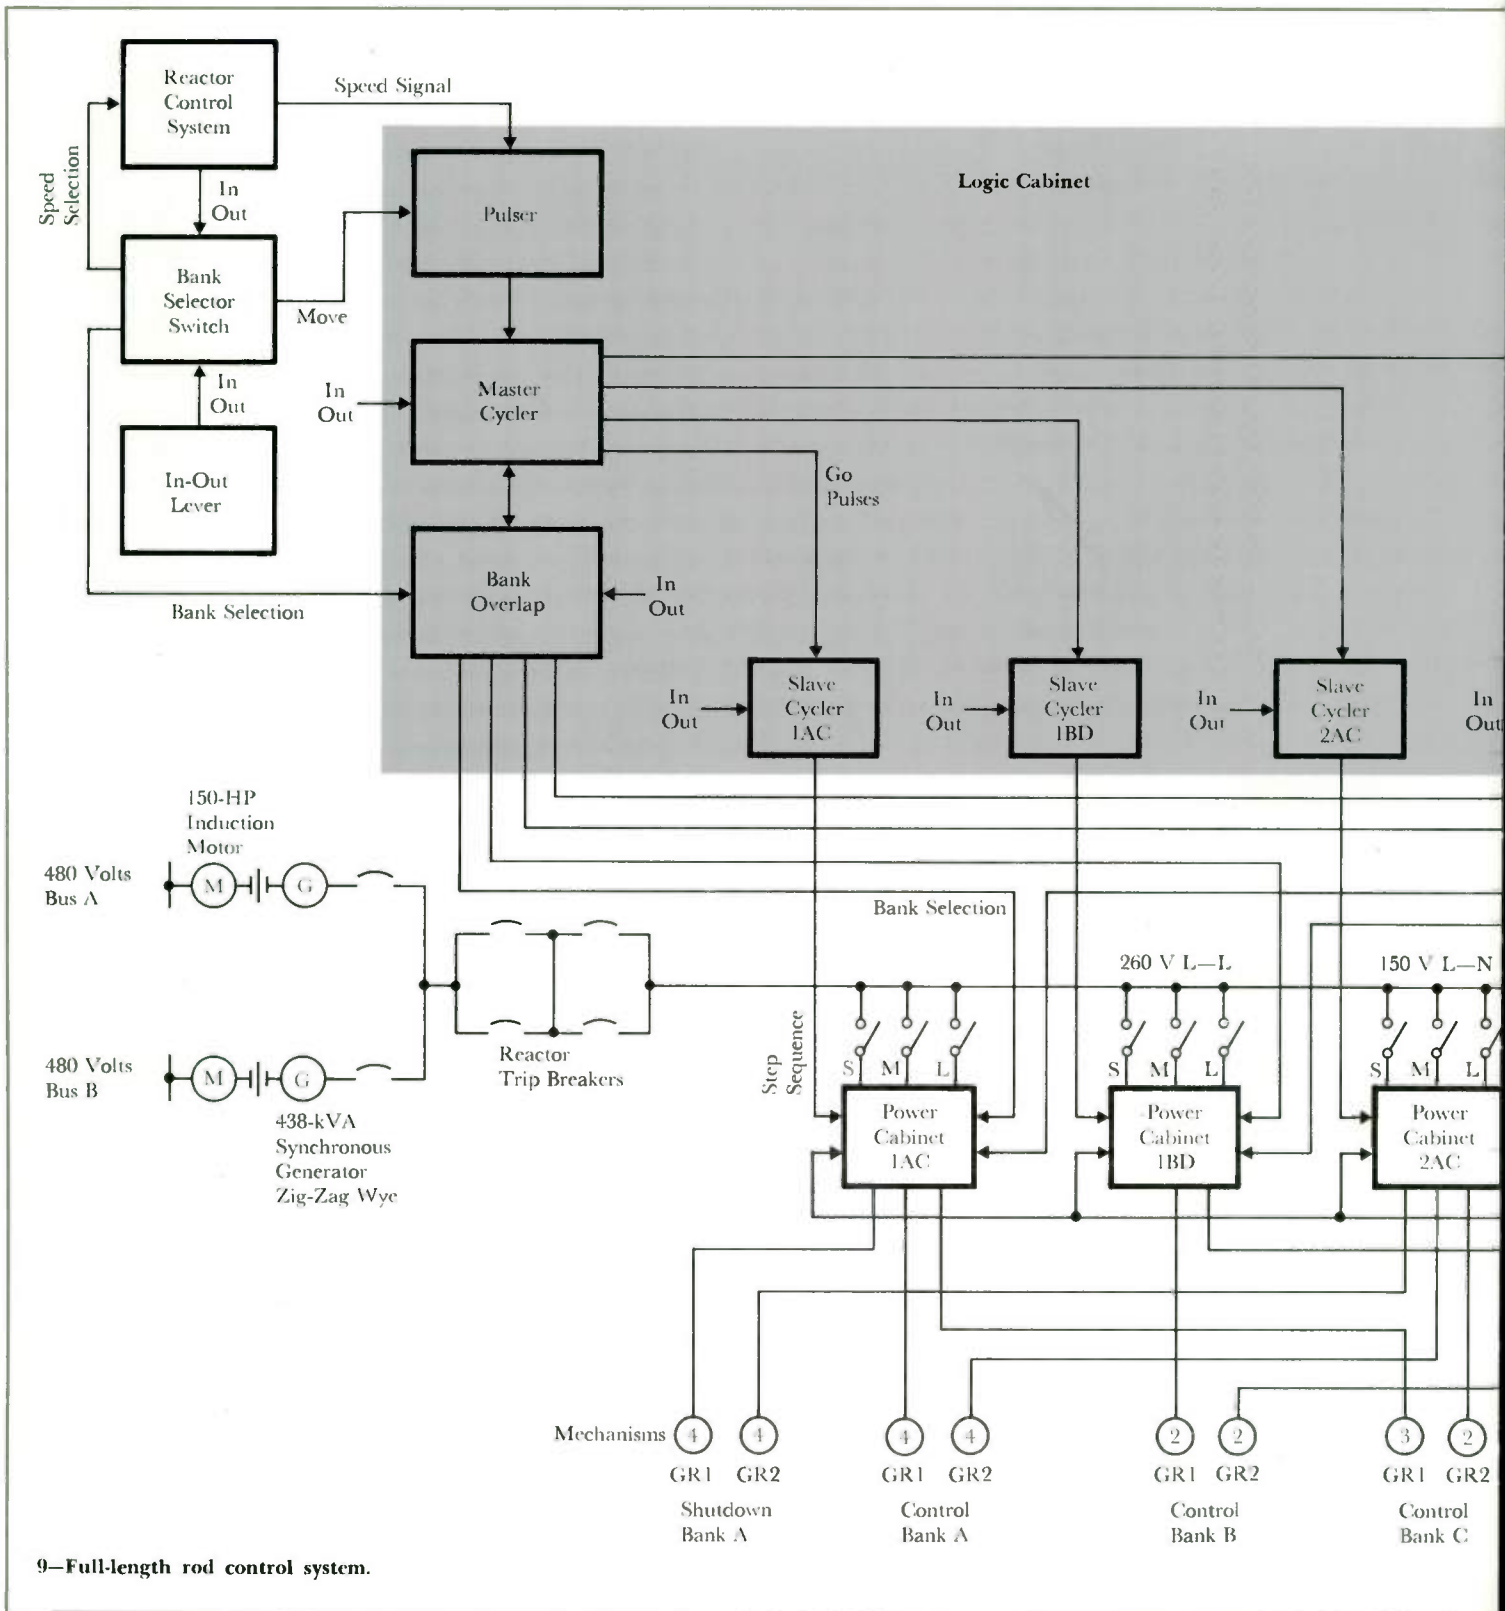 Reactor
Control
System
Speed Signal
Speed
Selection
In
Out
Logic Cabinet
Pulser
Bank
Selector
Switch
Move
In
Out
In
Out
Master
Cycler
In-Out
Lever
Go
Pulses
Bank
Overlap
In
Out
Bank Selection
In
Out
Slave
Cycler
1AC
In
Out
Slave
Cycler
1BD
In
Out
Slave
Cycler
2AC
In
Out
150-HP
Induction
Motor
480 Volts
Bus A
M
G
Bank Selection
260 V L—L
150 V L—N
Reactor
Trip Breakers
Step
Sequence
S
M
L
S
M
L
S
M
L
480 Volts
Bus B
M
G
438-kVA
Synchronous
Generator
Zig-Zag Wye
Power
Cabinet
1AC
Power
Cabinet
1BD
Power
Cabinet
2AC
Mechanisms
4
4
4
4
2
2
3
2
GR1
GR2
GR1
GR2
GR1
GR2
GR1
GR2
Shutdown
Bank A
Control
Bank A
Control
Bank B
Control
Bank C
9—Full-length rod control system.